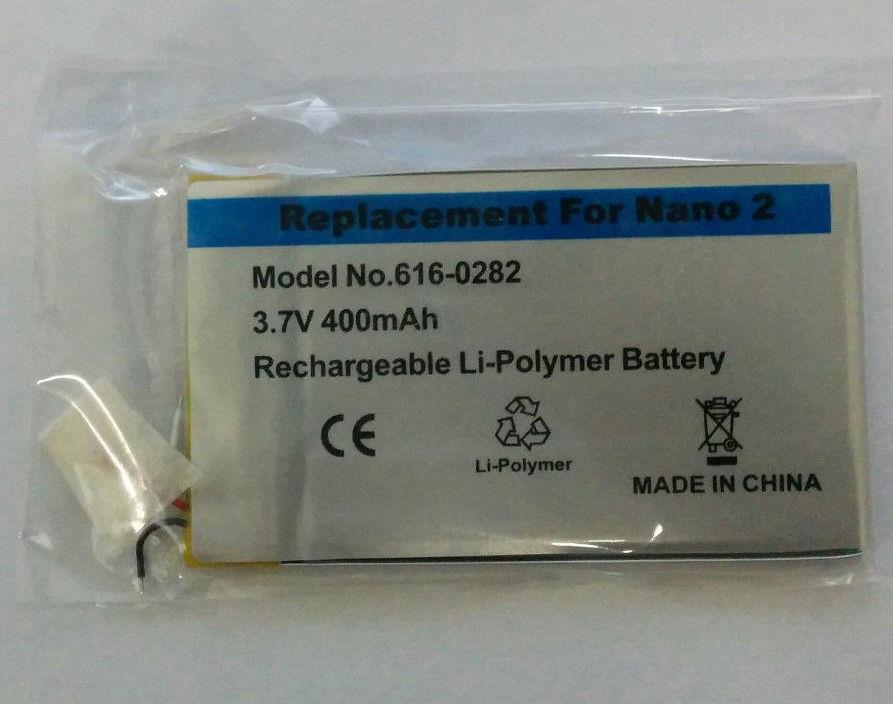 Replacement For Nano 2
Model No.616-0282
3.7V 400mAh
Rechargeable Li-Polymer Battery
CE
Li-Polymer
MADE IN CHINA